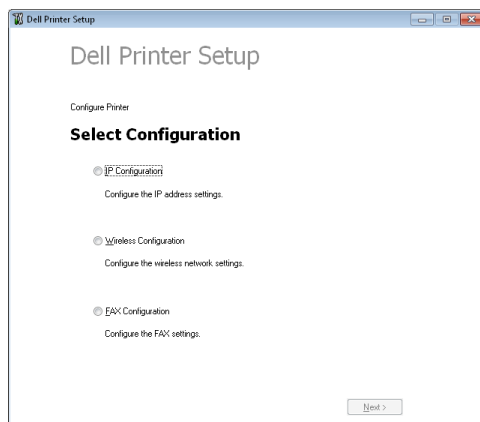 Dell Printer Setup
Dell Printer Setup
Configure Printer
Select Configuration
IP Configuration
Configure the IP address settings.
Wireless Configuration
Configure the wireless network settings.
FAX Configuration
Configure the FAX settings.
Next >